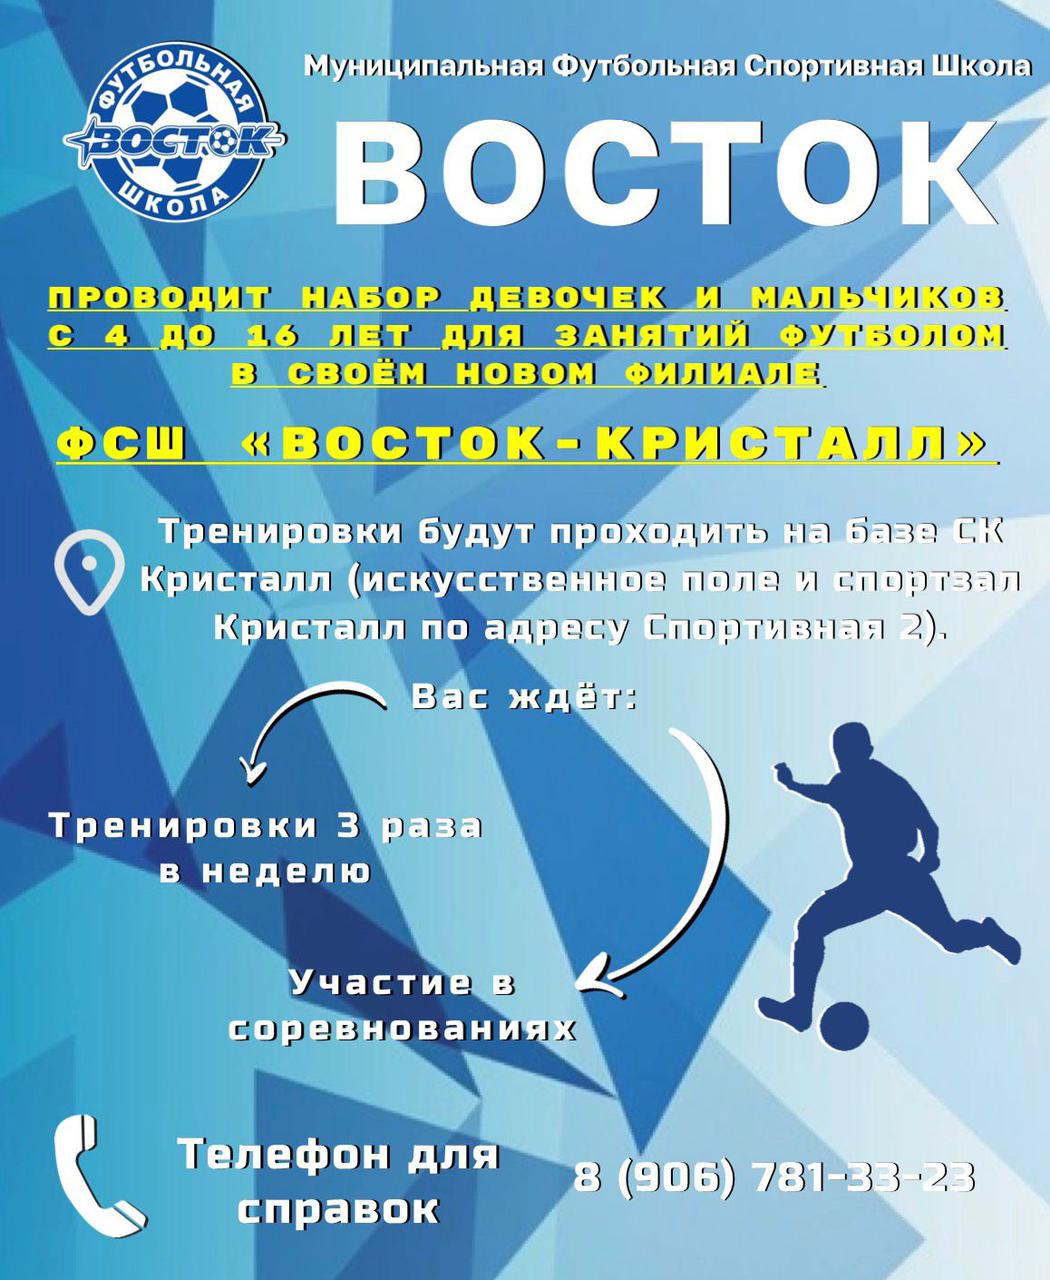 ФУТБОЛЬНАЯ
ВОСТОК
ШКОЛА
Муниципальная Футбольная Спортивная Школа
ВОСТОК
ПРОВОДИТ НАБОР ДЕВОЧЕК И МАЛЬЧИКОВ
С 4 ДО 16 ЛЕТ ДЛЯ ЗАНЯТИЙ ФУТБОЛОМ
В СВОЁМ НОВОМ ФИЛИАЛЕ
ФСШ «ВОСТОК-КРИСТАЛЛ»
Тренировки будут проходить на базе СК
Кристалл (искусственное поле и спортзал
Кристалл по адресу Спортивная 2).
Вас ждёт:
Тренировки 3 раза
в неделю
Участие в
соревнованиях
Телефон для
справок
8 (906) 781-33-23